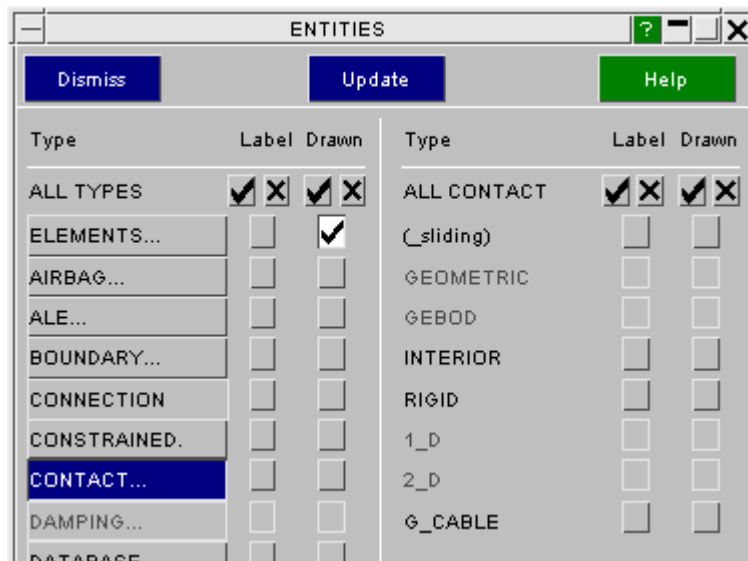 ENTITIES ?
Dismiss Update Help
Type Label Drawn
ALL TYPES
ELEMENTS...
AIRBAG...
ALE...
BOUNDARY...
CONNECTION
CONSTRAINED.
CONTACT...
DAMPING...
DATABASE
Type Label Drawn
ALL CONTACT
(_sliding)
GEOMETRIC
GEBOD
INTERIOR
RIGID
1_D
2_D
G_CABLE